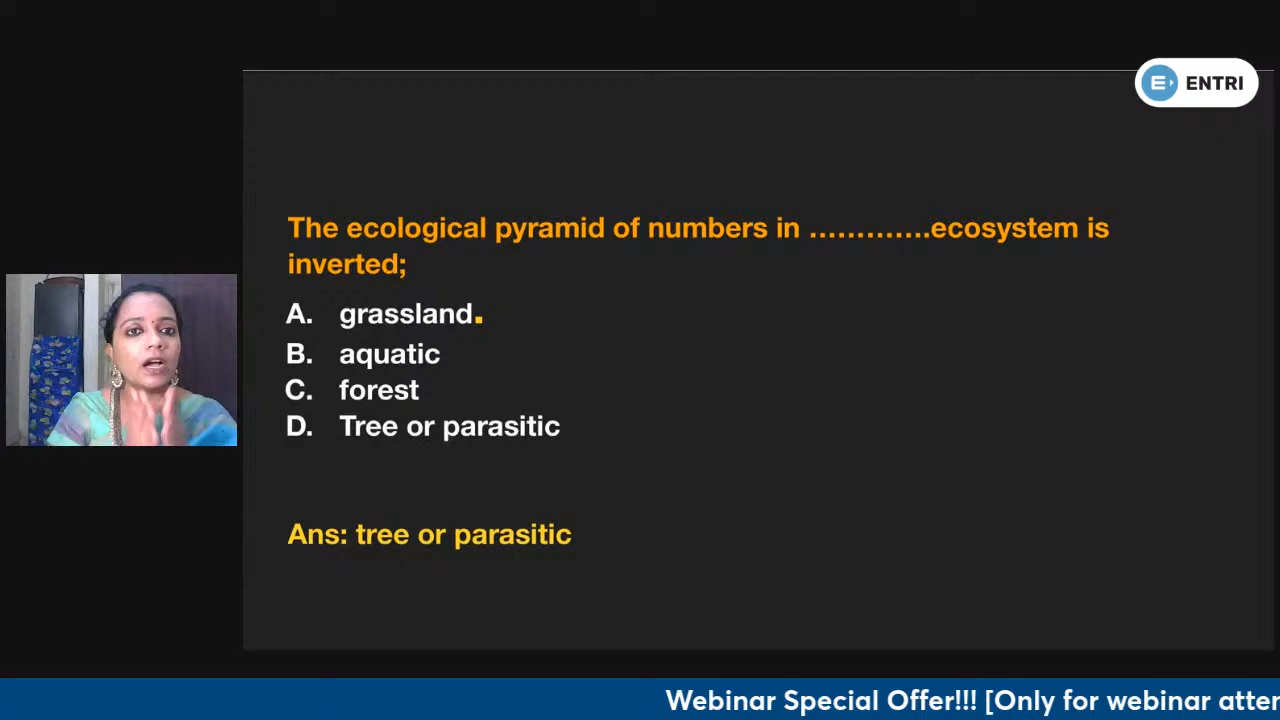 ENTRI
The ecological pyramid of numbers in .............ecosystem is
inverted;
A. grassland.
B. aquatic
C. forest
D. Tree or parasitic
Ans: tree or parasitic
Webinar Special Offer!!! [Only for webinar atter